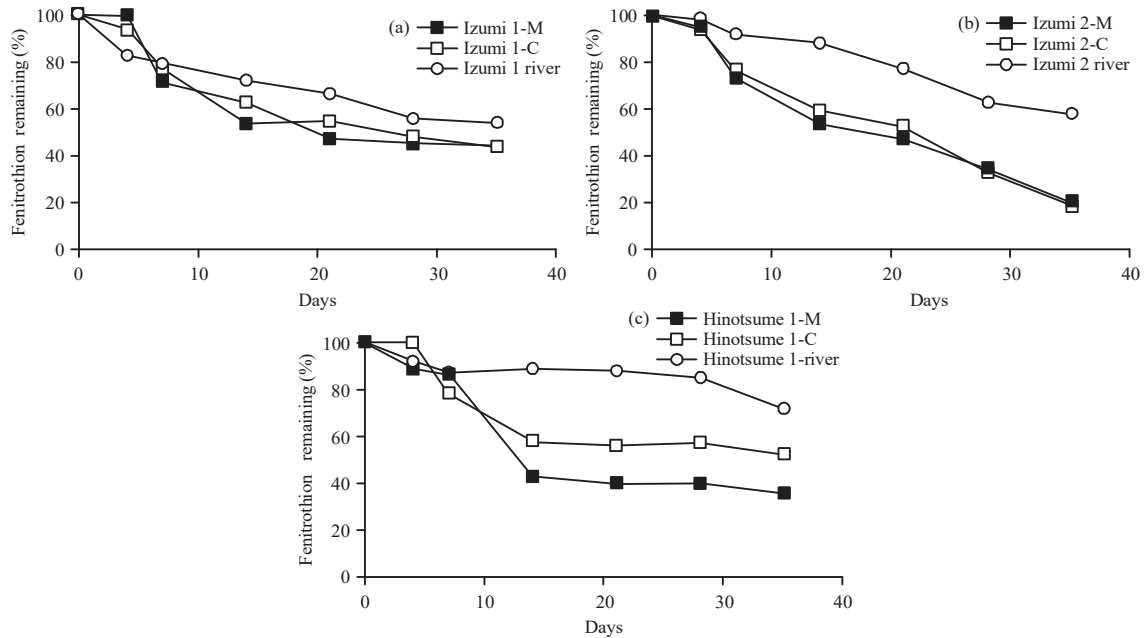 (a)
Izumi 1-M
Izumi 1-C
Izumi 1 river
Fenitrothion remaining (%)
100
80
60
40
20
0
0 10 20 30 40
Days
(b)
Izumi 2-M
Izumi 2-C
Izumi 2 river
Fenitrothion remaining (%)
100
80
60
40
20
0
0 10 20 30 40
Days
(c)
Hinotsume 1-M
Hinotsume 1-C
Hinotsume 1-river
Fenitrothion remaining (%)
100
80
60
40
20
0
0 10 20 30 40
Days